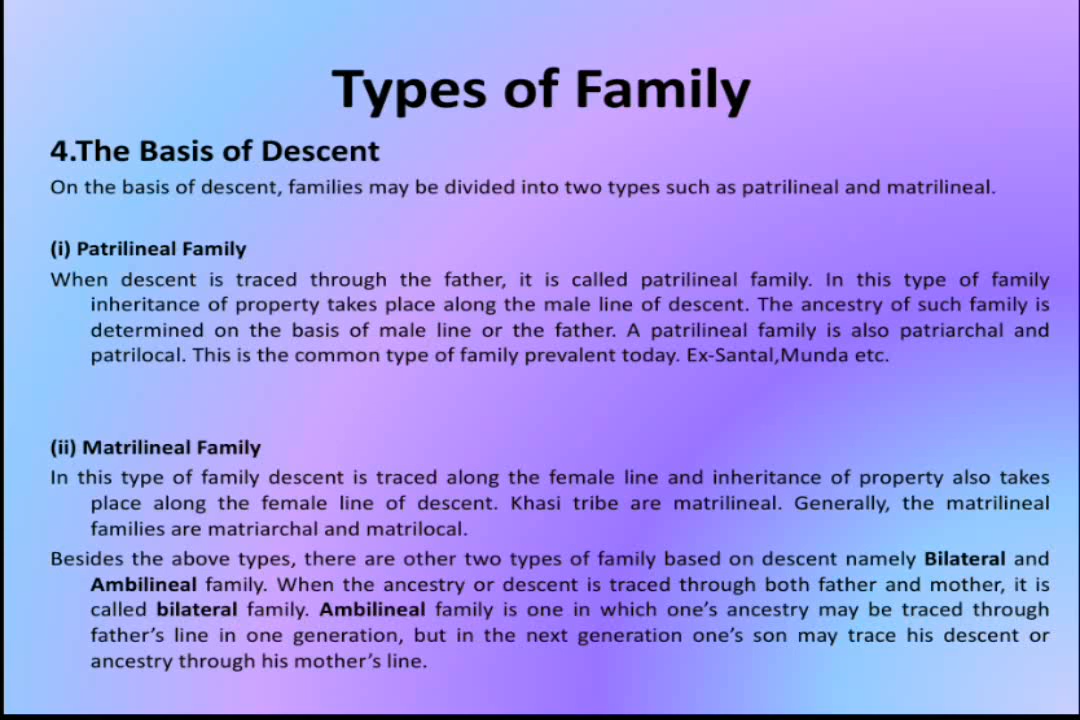 Types of Family
4.The Basis of Descent
On the basis of descent, families may be divided into two types such as patrilineal and matrilineal.
(i) Patrilineal Family
When descent is traced through the father, it is called patrilineal family. In this type of family
inheritance of property takes place along the male line of descent. The ancestry of such family is
determined on the basis of male line or the father. A patrilineal family is also patriarchal and
patrilocal. This is the common type of family prevalent today. Ex-Santal,Munda etc.
(ii) Matrilineal Family
In this type of family descent is traced along the female line and inheritance of property also takes
place along the female line of descent. Khasi tribe are matrilineal. Generally, the matrilineal
families are matriarchal and matrilocal.
Besides the above types, there are other two types of family based on descent namely Bilateral and
Ambilineal family. When the ancestry or descent is traced through both father and mother, it is
called bilateral family. Ambilineal family is one in which one’s ancestry may be traced through
father’s line in one generation, but in the next generation one’s son may trace his descent or
ancestry through his mother’s line.